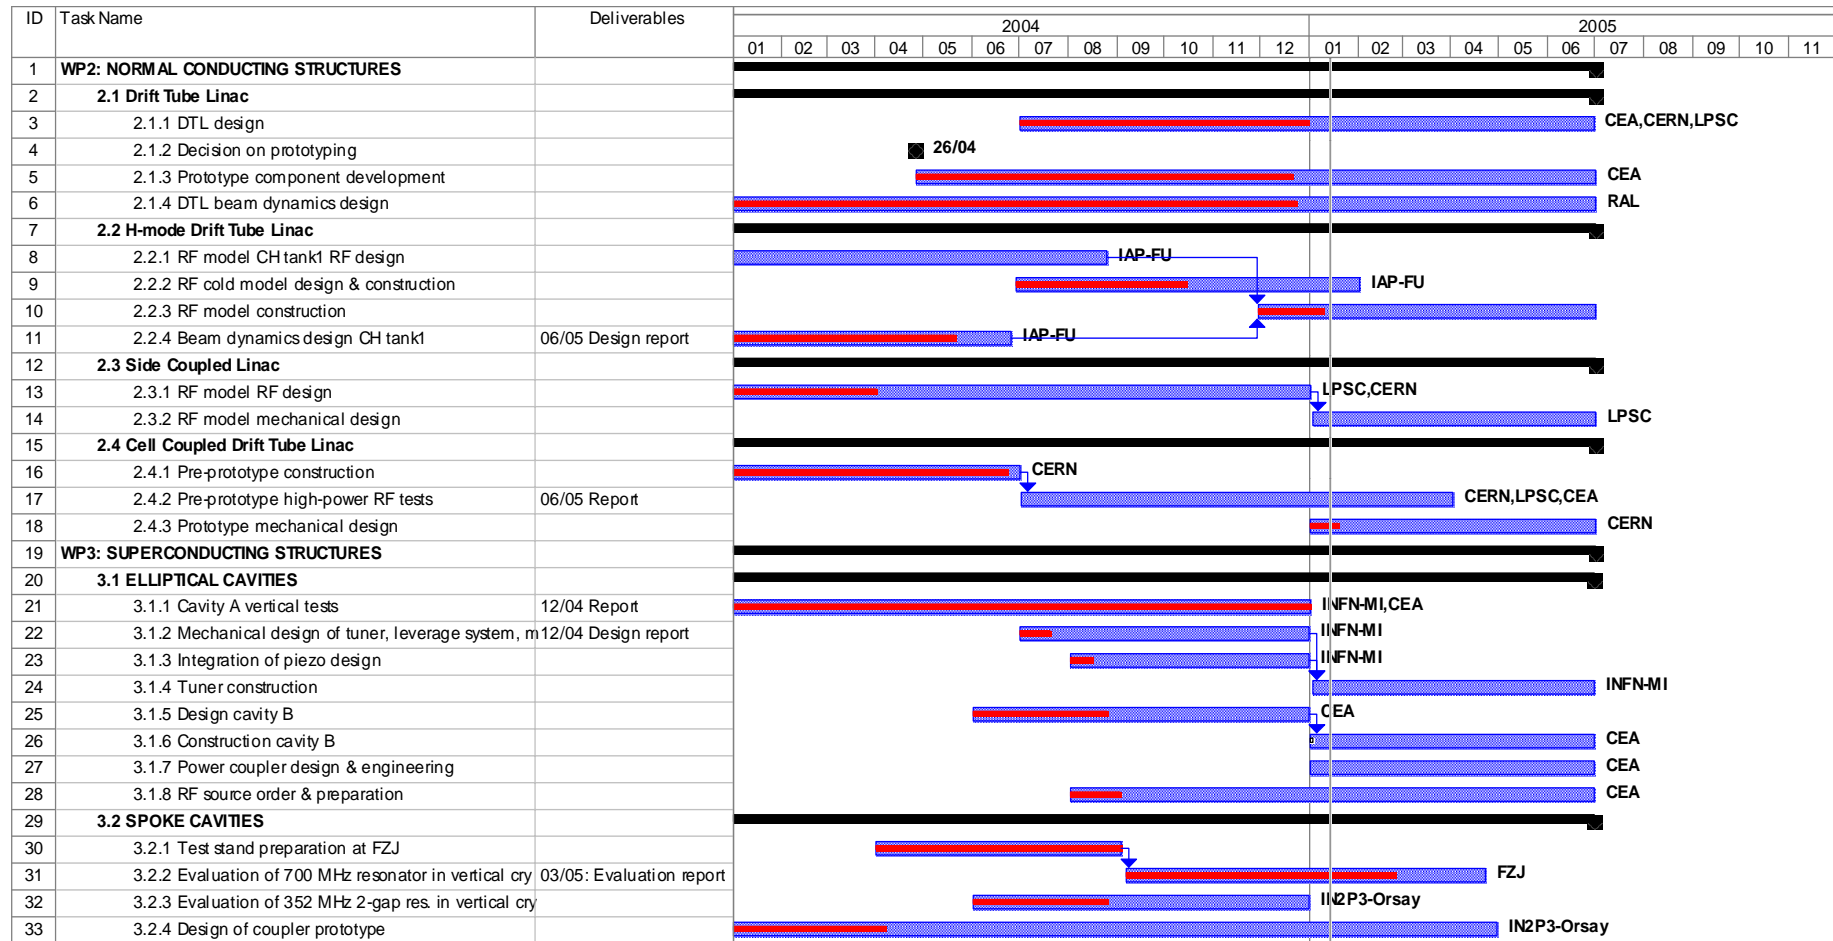 ID Task Name Deliverables 2004 2005
01 02 03 04 05 06 07 08 09 10 11 12 01 02 03 04 05 06 07 08 09 10 11
1 WP2: NORMAL CONDUCTING STRUCTURES
2 2.1 Drift Tube Linac
3 2.1.1 DTL design CEA,CERN,LPSC
4 2.1.2 Decision on prototyping 26/04
5 2.1.3 Prototype component development CEA
6 2.1.4 DTL beam dynamics design RAL
7 2.2 H-mode Drift Tube Linac
8 2.2.1 RF model CH tank1 RF design IAP-FU
9 2.2.2 RF cold model design & construction IAP-FU
10 2.2.3 RF model construction
11 2.2.4 Beam dynamics design CH tank1 06/05 Design report IAP-FU
12 2.3 Side Coupled Linac
13 2.3.1 RF model RF design LPSC,CERN
14 2.3.2 RF model mechanical design LPSC
15 2.4 Cell Coupled Drift Tube Linac
16 2.4.1 Pre-prototype construction CERN
17 2.4.2 Pre-prototype high-power RF tests 06/05 Report CERN,LPSC,CEA
18 2.4.3 Prototype mechanical design CERN
19 WP3: SUPERCONDUCTING STRUCTURES
20 3.1 ELLIPTICAL CAVITIES
21 3.1.1 Cavity A vertical tests 12/04 Report INFN-MI,CEA
22 3.1.2 Mechanical design of tuner, leverage system, m 12/04 Design report INFN-MI
23 3.1.3 Integration of piezo design INFN-MI
24 3.1.4 Tuner construction INFN-MI
25 3.1.5 Design cavity B CEA
26 3.1.6 Construction cavity B CEA
27 3.1.7 Power coupler design & engineering CEA
28 3.1.8 RF source order & preparation CEA
29 3.2 SPOKE CAVITIES
30 3.2.1 Test stand preparation at FZJ
31 3.2.2 Evaluation of 700 MHz resonator in vertical cry 03/05: Evaluation report FZJ
32 3.2.3 Evaluation of 352 MHz 2-gap res. in vertical cry IN2P3-Orsay
33 3.2.4 Design of coupler prototype IN2P3-Orsay